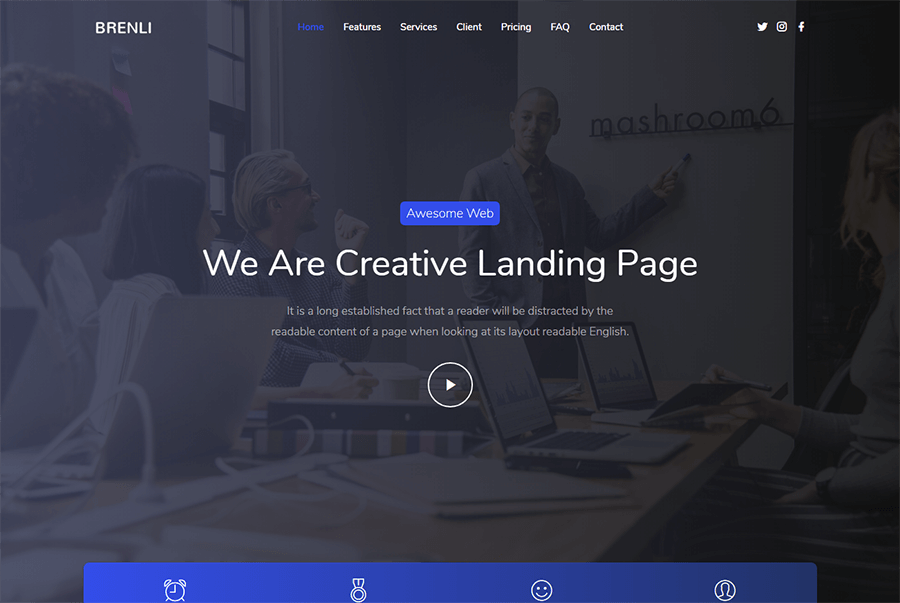 BRENLI
Home Features Services Client Pricing FAQ Contact
mashroom6
Awesome Web
We Are Creative Landing Page
It is a long established fact that a reader will be distracted by the
readable content of a page when looking at its layout readable English.